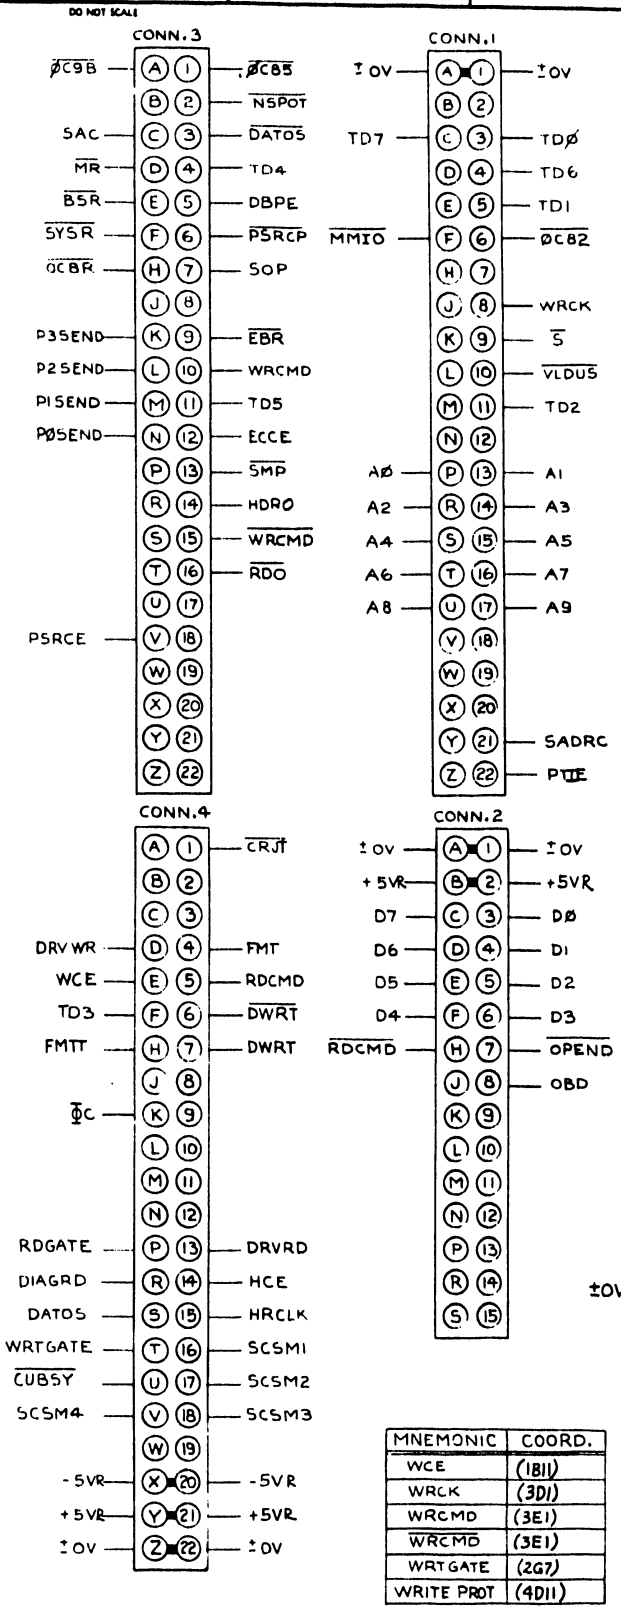 DO NOT SCALE
CONN.3
ØC9B A 1 ØC85
B 2 NSPOT
SAC C 3 DATOS
MR D 4 TD4
BSR E 5 DBPE
SYSR F 6 PSRCP
OCBR H 7 SOP
J 8
P3SEND K 9 EBR
P2SEND L 10 WRCMD
P1SEND M 11 TD5
PØSEND N 12 ECCE
P 13 SMP
R 14 HDRO
S 15 WRCMD
T 16 RDO
U 17
PSRCE V 18
W 19
X 20
Y 21
Z 22
CONN.1
±OV A 1 ±OV
B 2
TD7 C 3 TDØ
D 4 TD6
E 5 TD1
MMIO F 6 ØC82
H 7
J 8 WRCK
K 9 S
L 10 VLDUS
M 11 TD2
N 12
AØ P 13 A1
A2 R 14 A3
A4 S 15 A5
A6 T 16 A7
A8 U 17 A9
V 18
W 19
X 20
Y 21 SADRC
Z 22
CONN.4
A 1 CRJT
B 2
C 3
DRVWR D 4 FMT
WCE E 5 RDCMD
TD3 F 6 DWRT
FMTT H 7 DWRT
J 8
ΦC K 9
L 10
M 11
N 12
RDGATE P 13 DRVRD
DIAGRD R 14 HCE
DATOS S 15 HRCLK
WRTGATE T 16 SCSM1
CUBSY U 17 SCSM2
SCSM4 V 18 SCSM3
W 19
-5VR X 20 -5VR
+5VR Y 21 +5VR
±OV Z 22 ±OV
CONN.2
±OV A 1 ±OV
+5VR B 2 +5VR
D7 C 3 DØ
D6 D 4 D1
D5 E 5 D2
D4 F 6 D3
RDCMD H 7 OPEND
J 8 OBD
K 9
L 10
M 11
N 12
P 13
R 14
S 15
±OV
MNEMONIC COORD.
WCE (1B11)
WRCK (3D1)
WRCMD (3E1)
WRCMD (3E1)
WRTGATE (2G7)
WRITE PROT (4D11)